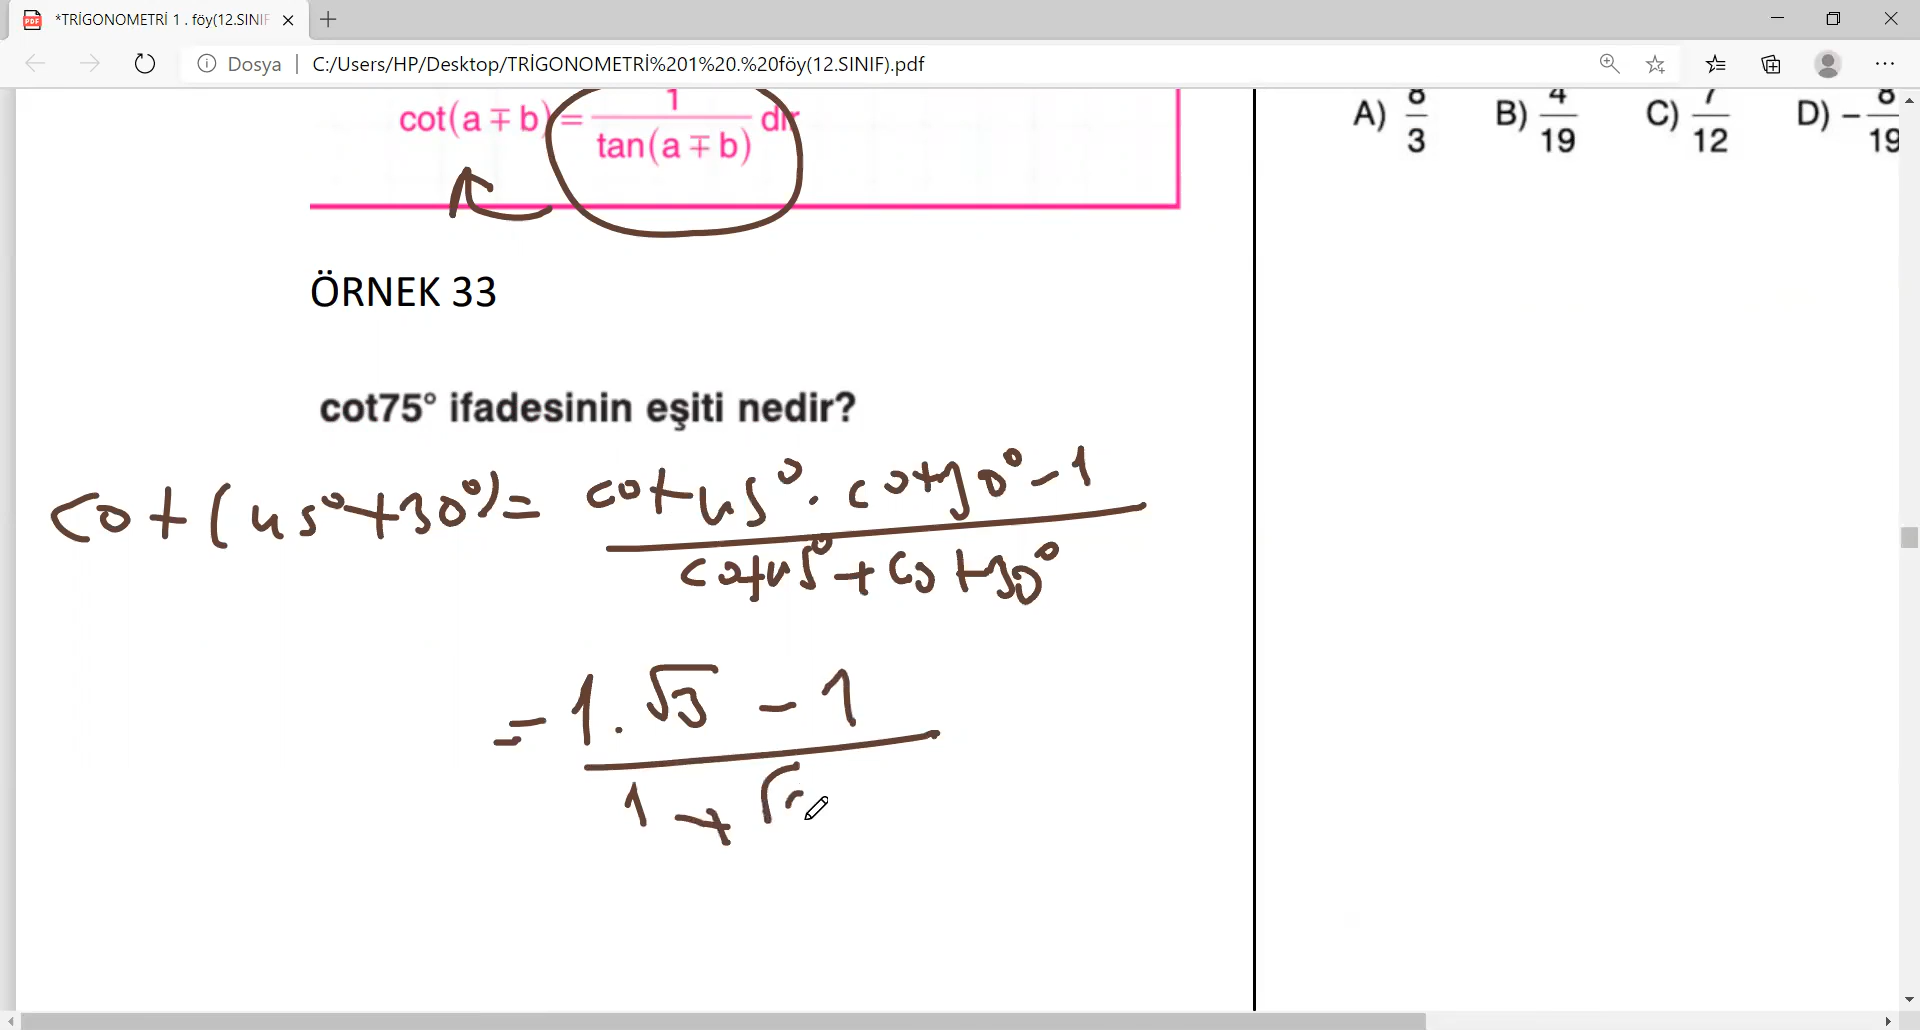 *TRİGONOMETRİ 1 . föy(12.SINIF
Dosya | C:/Users/HP/Desktop/TRİGONOMETRİ%201%20.%20föy(12.SINIF).pdf
cot(a ∓ b) = 1 / tan(a ∓ b) dır
A) 8/3 B) 4/19 C) 7/12 D) - 8/19
ÖRNEK 33
cot75° ifadesinin eşiti nedir?
cot(45°+30°) = cot45° . cot30° - 1 / cot45° + cot30°
= 1 . √3 - 1 / 1 + √